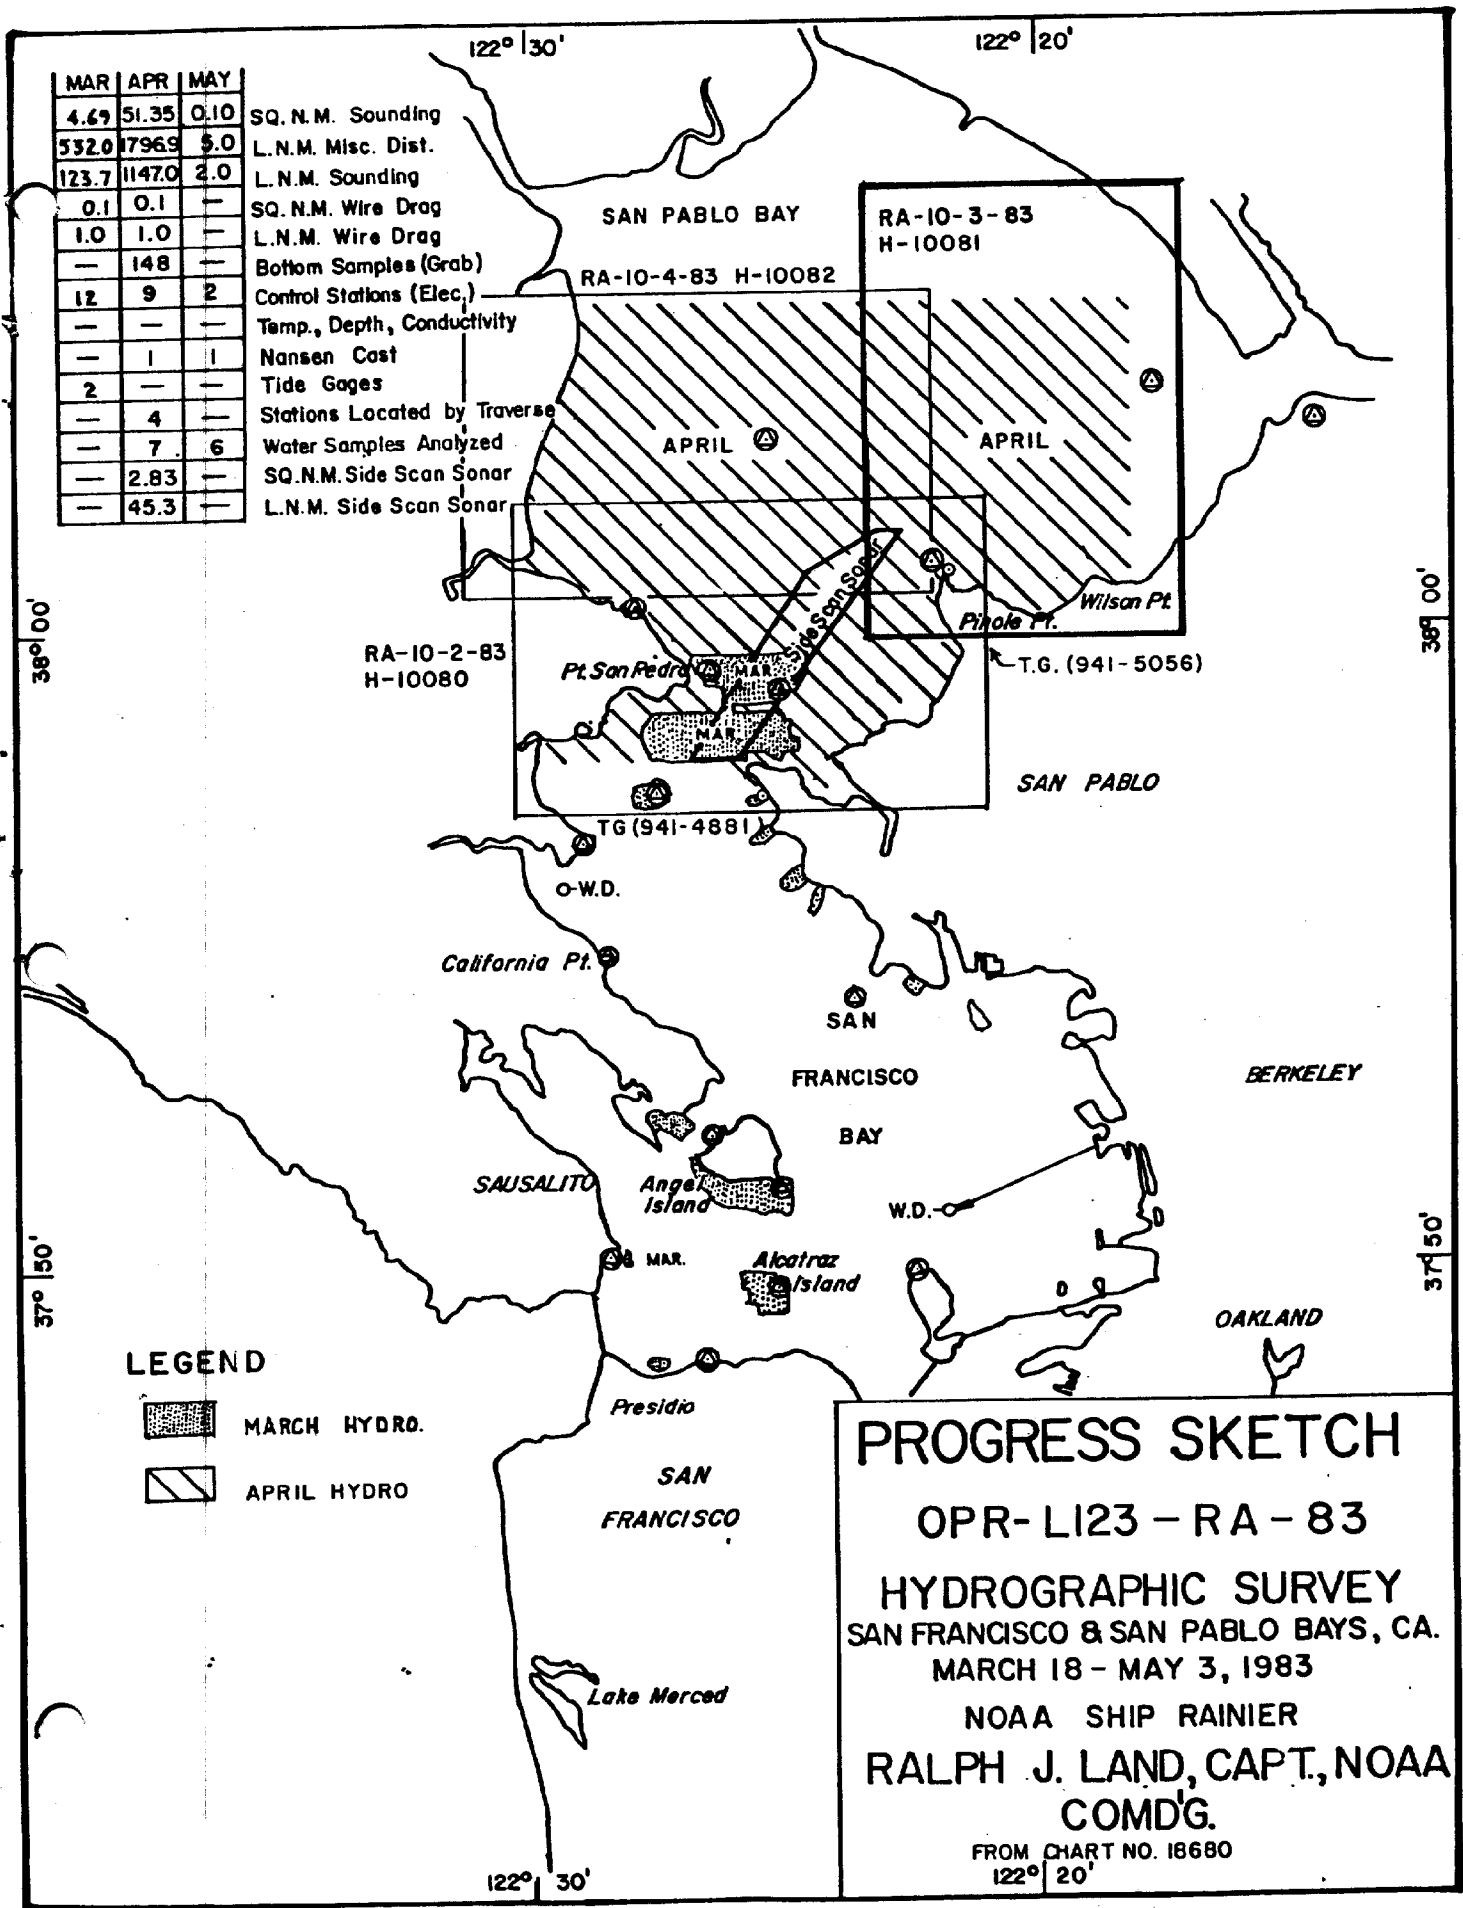 122° 30'
122° 20'
MAR APR MAY
4.69 51.35 0.10 SQ. N. M. Sounding
532.0 1796.9 5.0 L.N.M. Misc. Dist.
123.7 1147.0 2.0 L.N.M. Sounding
0.1 0.1 — SQ. N.M. Wire Drag
1.0 1.0 — L.N.M. Wire Drag
— 148 — Bottom Samples (Grab)
12 9 2 Control Stations (Elec.)
— — — Temp., Depth, Conductivity
— 1 1 Nansen Cast
2 — — Tide Gages
— 4 — Stations Located by Traverse
— 7 6 Water Samples Analyzed
— 2.83 — SQ.N.M. Side Scan Sonar
— 45.3 — L.N.M. Side Scan Sonar
SAN PABLO BAY
RA-10-3-83
H-10081
RA-10-4-83 H-10082
APRIL
APRIL
Side Scan Sonar
Wilson Pt.
Pinole Pt.
38° 00'
38° 00'
RA-10-2-83
H-10080
Pt. San Pedro
MAR.
T.G. (941-5056)
MAR.
SAN PABLO
TG (941-4881)
W.D.
California Pt.
SAN
FRANCISCO
BAY
BERKELEY
SAUSALITO
Angel
Island
W.D.
MAR.
Alcatraz
Island
37° 50'
37° 50'
OAKLAND
LEGEND
MARCH HYDRO.
APRIL HYDRO
Presidio
SAN
FRANCISCO
Lake Merced
PROGRESS SKETCH
OPR-L123-RA-83
HYDROGRAPHIC SURVEY
SAN FRANCISCO & SAN PABLO BAYS, CA.
MARCH 18 - MAY 3, 1983
NOAA SHIP RAINIER
RALPH J. LAND, CAPT., NOAA
COMD'G.
FROM CHART NO. 18680
122° 30'
122° 20'